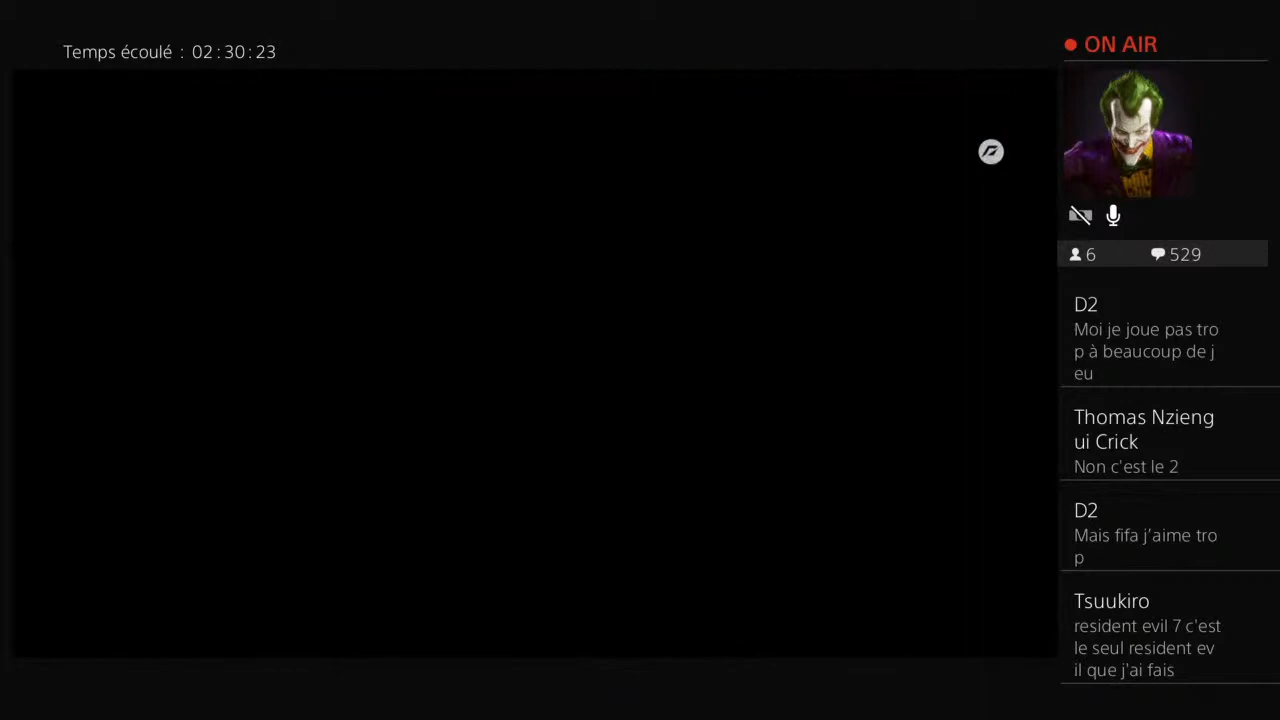 Temps écoulé : 02:30:23
ON AIR
6 529
D2
Moi je joue pas tro
p à beaucoup de j
eu
Thomas Nzieng
ui Crick
Non c'est le 2
D2
Mais fifa j’aime tro
p
Tsuukiro
resident evil 7 c'est
le seul resident ev
il que j'ai fais